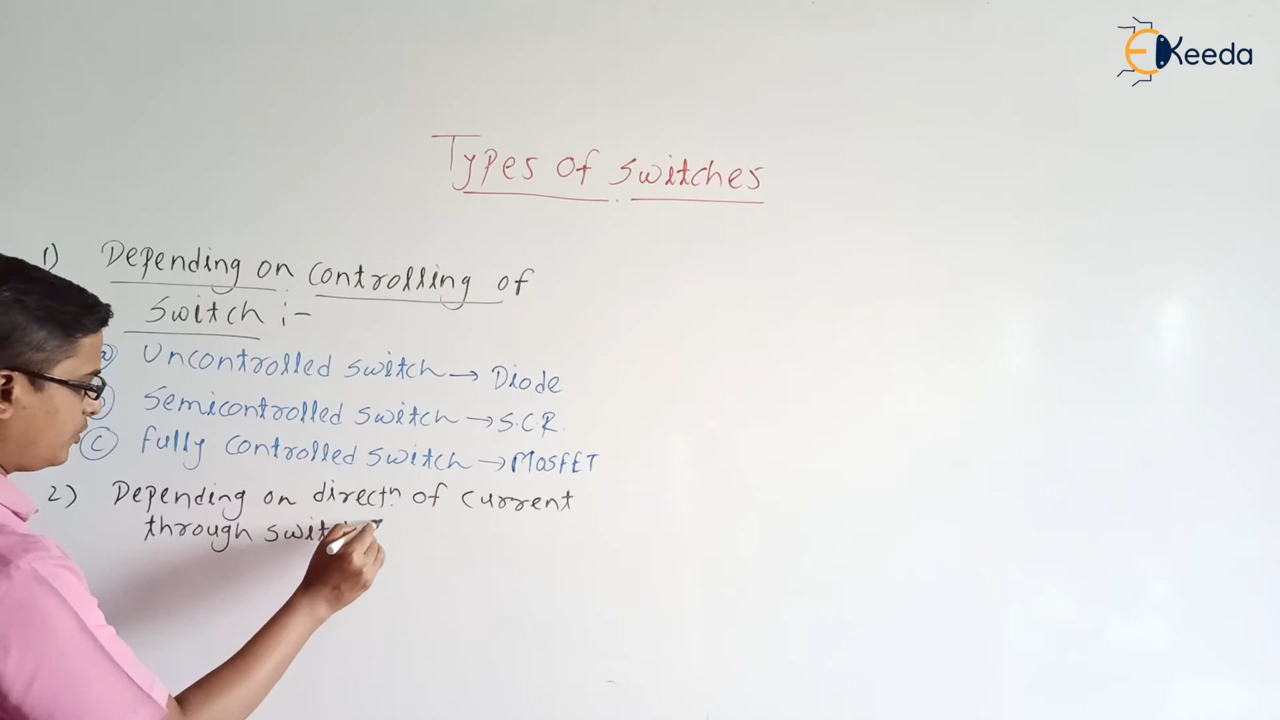 EKeeda
Types of switches
1) Depending on controlling of
switch :-
a) Uncontrolled switch → Diode
Semicontrolled switch → S.C.R.
c) Fully controlled switch → MOSFET
2) Depending on directn. of current
through